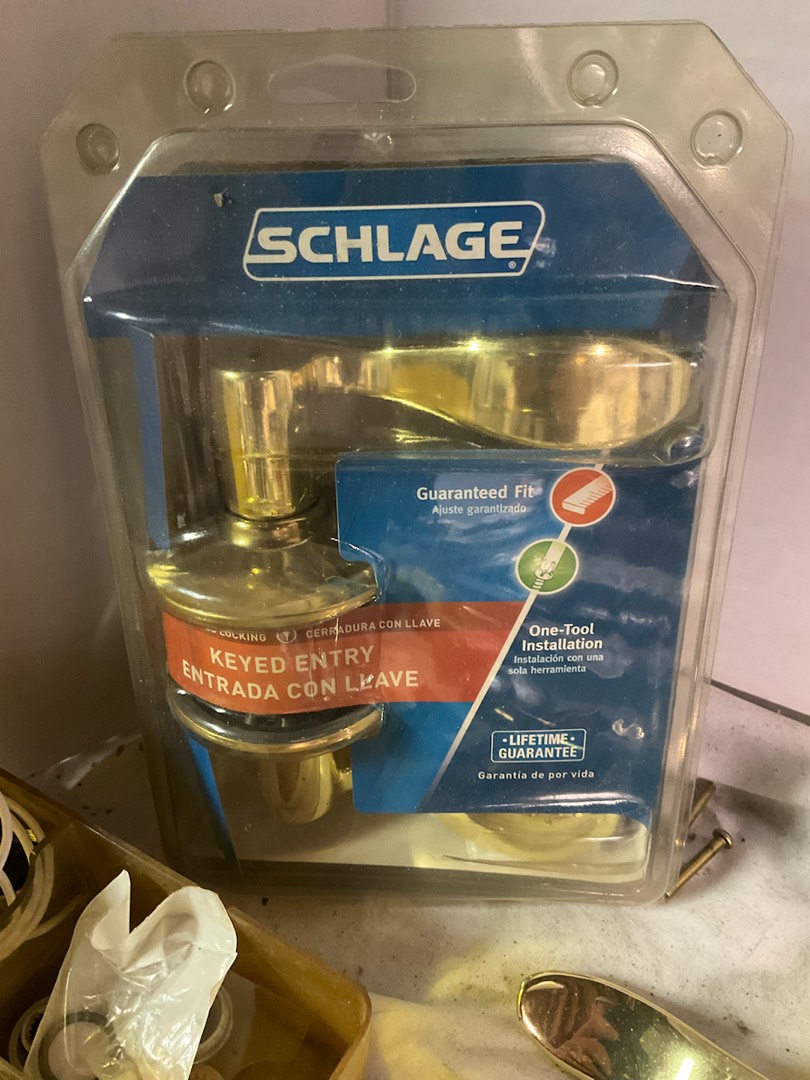 SCHLAGE
Guaranteed Fit
Ajuste garantizado
LOCKING CERRADURA CON LLAVE
KEYED ENTRY
ENTRADA CON LLAVE
One-Tool
Installation
Instalación con una
sola herramienta
• LIFETIME •
GUARANTEE
Garantía de por vida